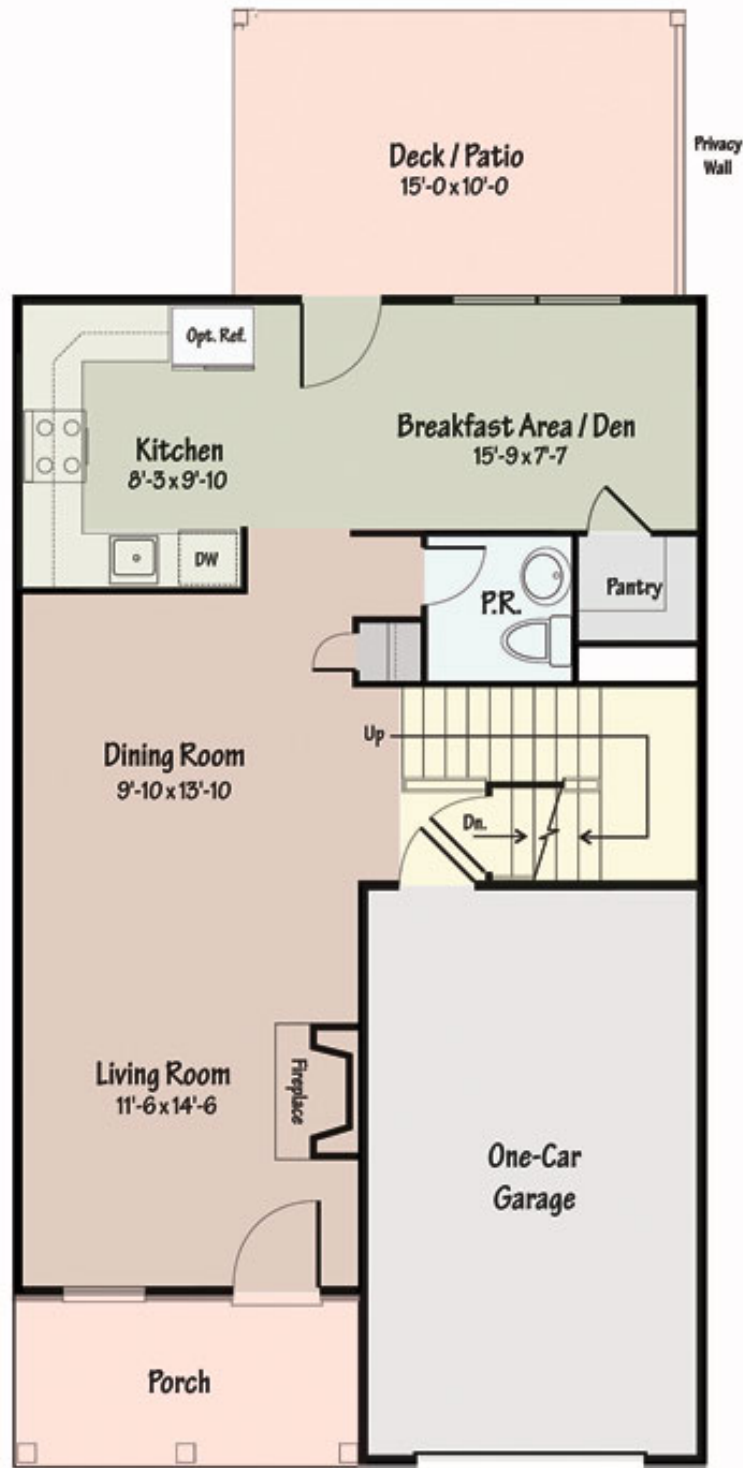 Deck / Patio
15'-0 x 10'-0
Privacy
Wall
Opt. Ref.
Kitchen
8'-3 x 9'-10
Breakfast Area / Den
15'-9 x 7'-7
DW
P.R.
Pantry
Up
Dining Room
9'-10 x 13'-10
Dn.
Living Room
11'-6 x 14'-6
Fireplace
One-Car
Garage
Porch